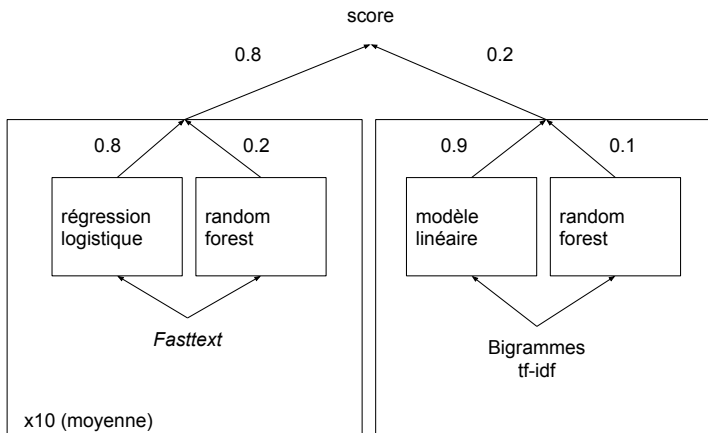 score
0.8
0.2
0.8
0.2
0.9
0.1
régression
logistique
random
forest
modèle
linéaire
random
forest
Fasttext
Bigrammes
tf-idf
x10 (moyenne)